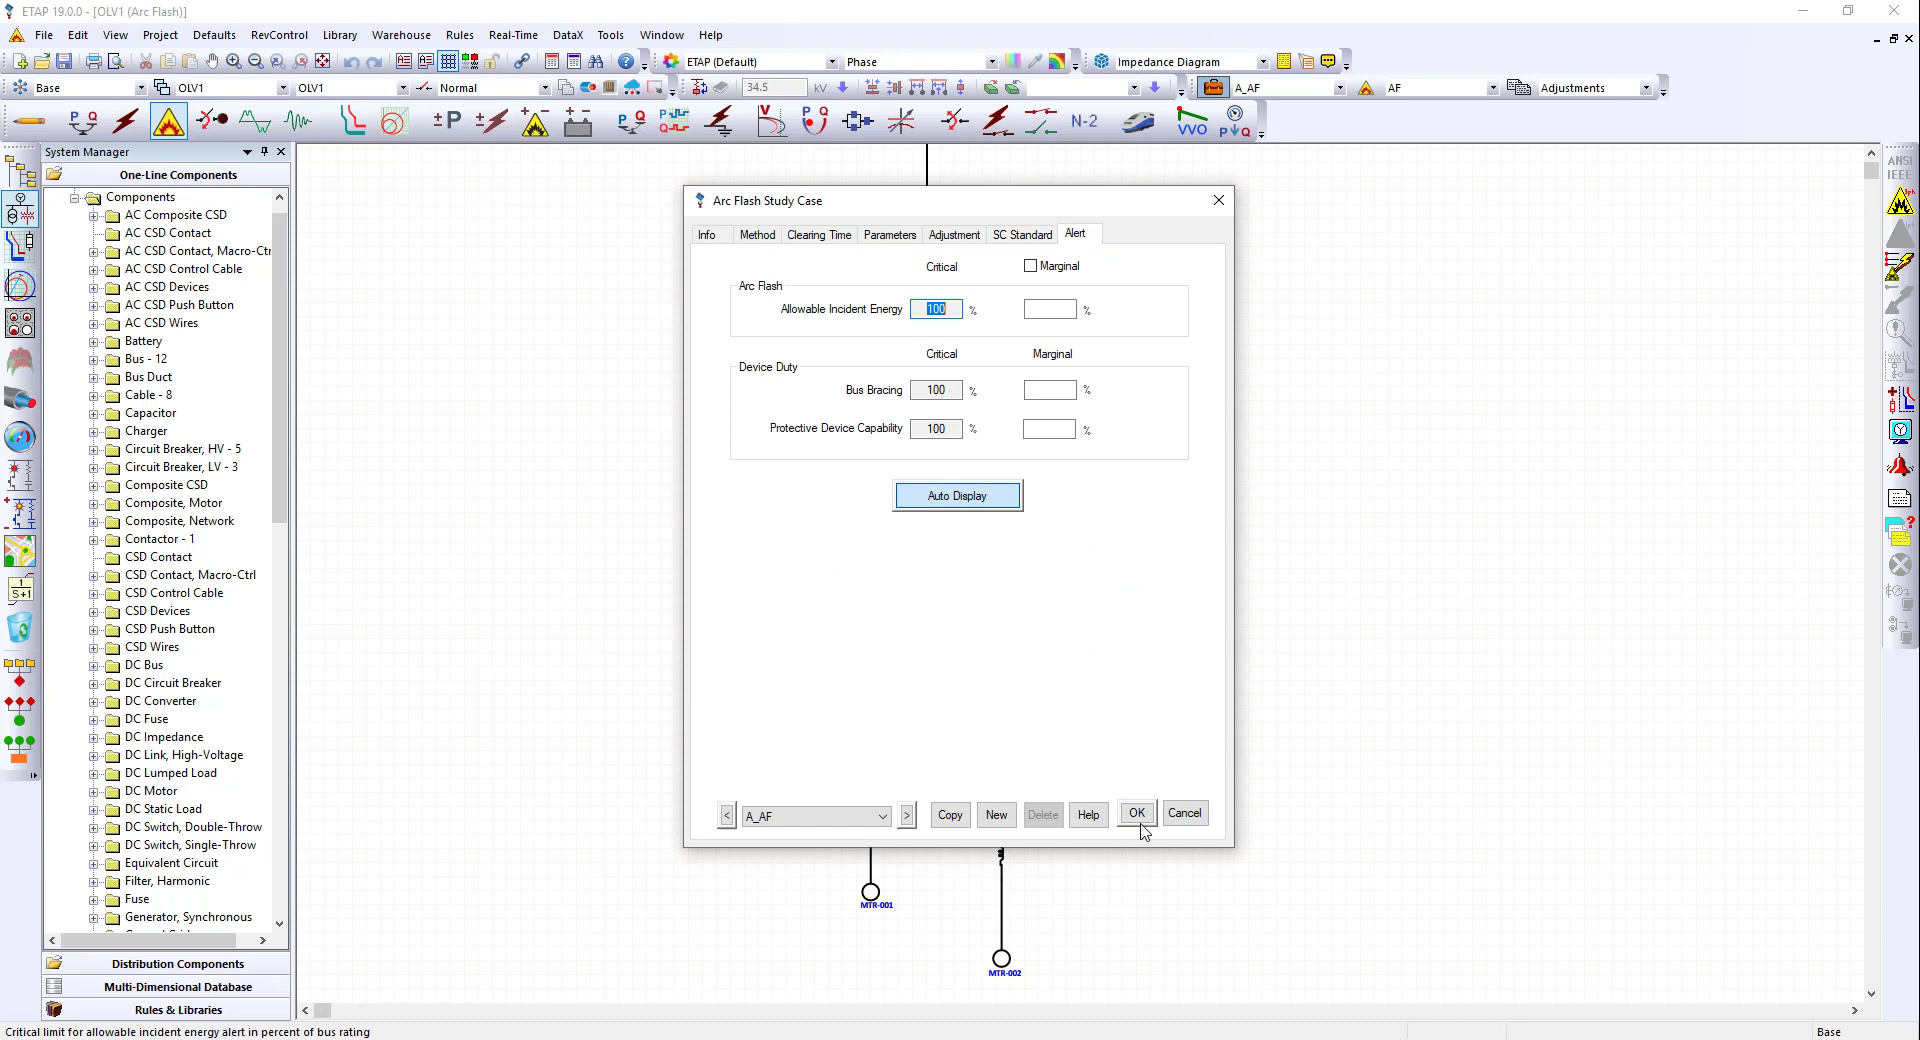 ETAP 19.0.0 - [OLV1 (Arc Flash)]
File Edit View Project Defaults RevControl Library Warehouse Rules Real-Time DataX Tools Window Help
ETAP (Default) Phase Impedance Diagram
Base OLV1 OLV1 Normal 34.5 kV A_AF AF Adjustments
N-2 VVO
System Manager
One-Line Components
Components
AC Composite CSD
AC CSD Contact
AC CSD Contact, Macro-Ctr
AC CSD Control Cable
AC CSD Devices
AC CSD Push Button
AC CSD Wires
Battery
Bus - 12
Bus Duct
Cable - 8
Capacitor
Charger
Circuit Breaker, HV - 5
Circuit Breaker, LV - 3
Composite CSD
Composite, Motor
Composite, Network
Contactor - 1
CSD Contact
CSD Contact, Macro-Ctrl
CSD Control Cable
CSD Devices
CSD Push Button
CSD Wires
DC Bus
DC Circuit Breaker
DC Converter
DC Fuse
DC Impedance
DC Link, High-Voltage
DC Lumped Load
DC Motor
DC Static Load
DC Switch, Double-Throw
DC Switch, Single-Throw
Equivalent Circuit
Filter, Harmonic
Fuse
Generator, Synchronous
Distribution Components
Multi-Dimensional Database
Rules & Libraries
Arc Flash Study Case
Info Method Clearing Time Parameters Adjustment SC Standard Alert
Critical Marginal
Arc Flash
Allowable Incident Energy 100 % %
Critical Marginal
Device Duty
Bus Bracing 100 % %
Protective Device Capability 100 % %
Auto Display
< A_AF > Copy New Delete Help OK Cancel
MTR-001
MTR-002
ANSI
IEEE
Critical limit for allowable incident energy alert in percent of bus rating
Base